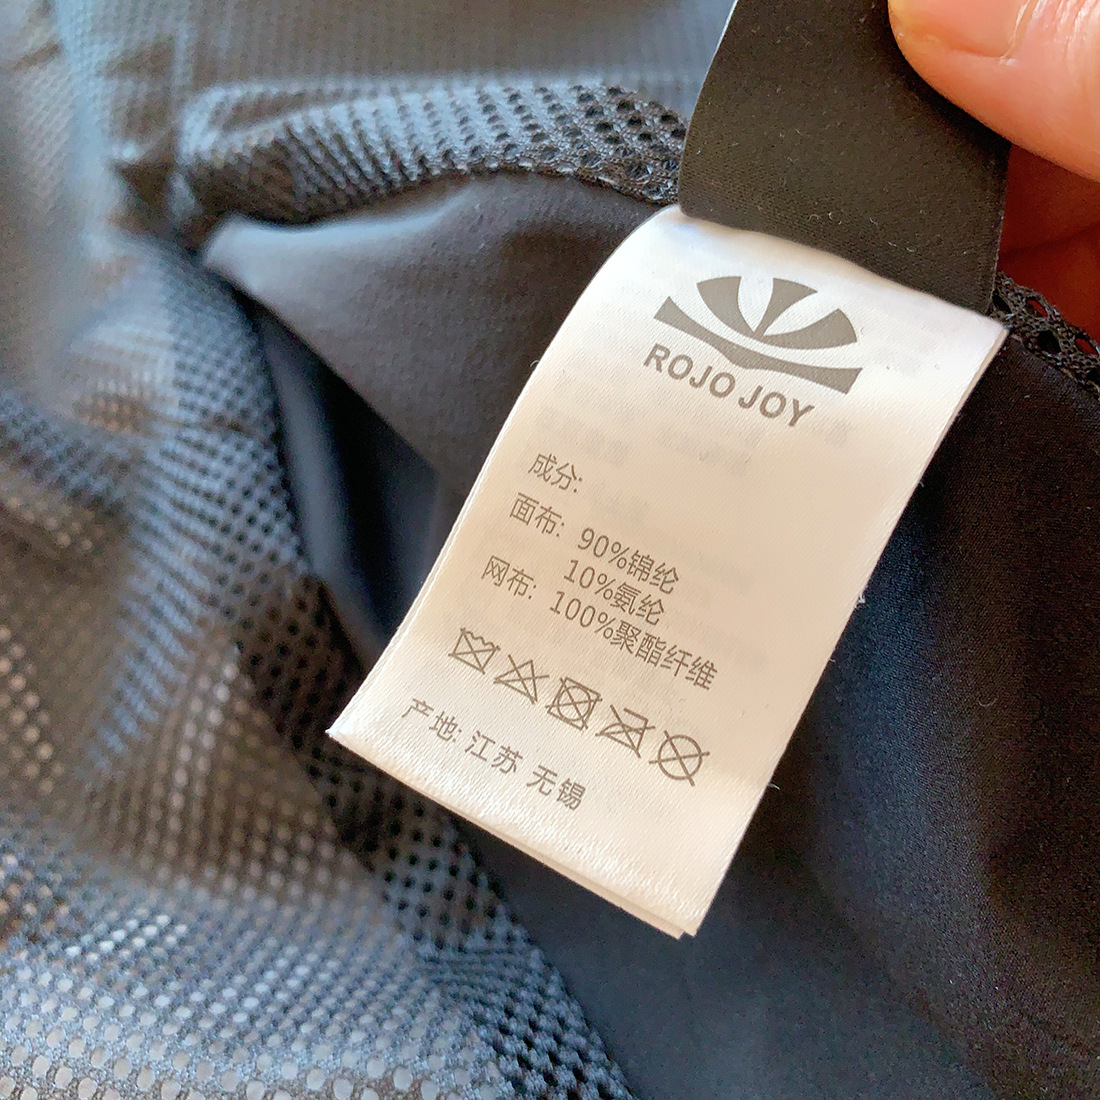 ROJO JOY
成分:
面布: 90%锦纶
10%氨纶
网布: 100%聚酯纤维
产地: 江苏 无锡